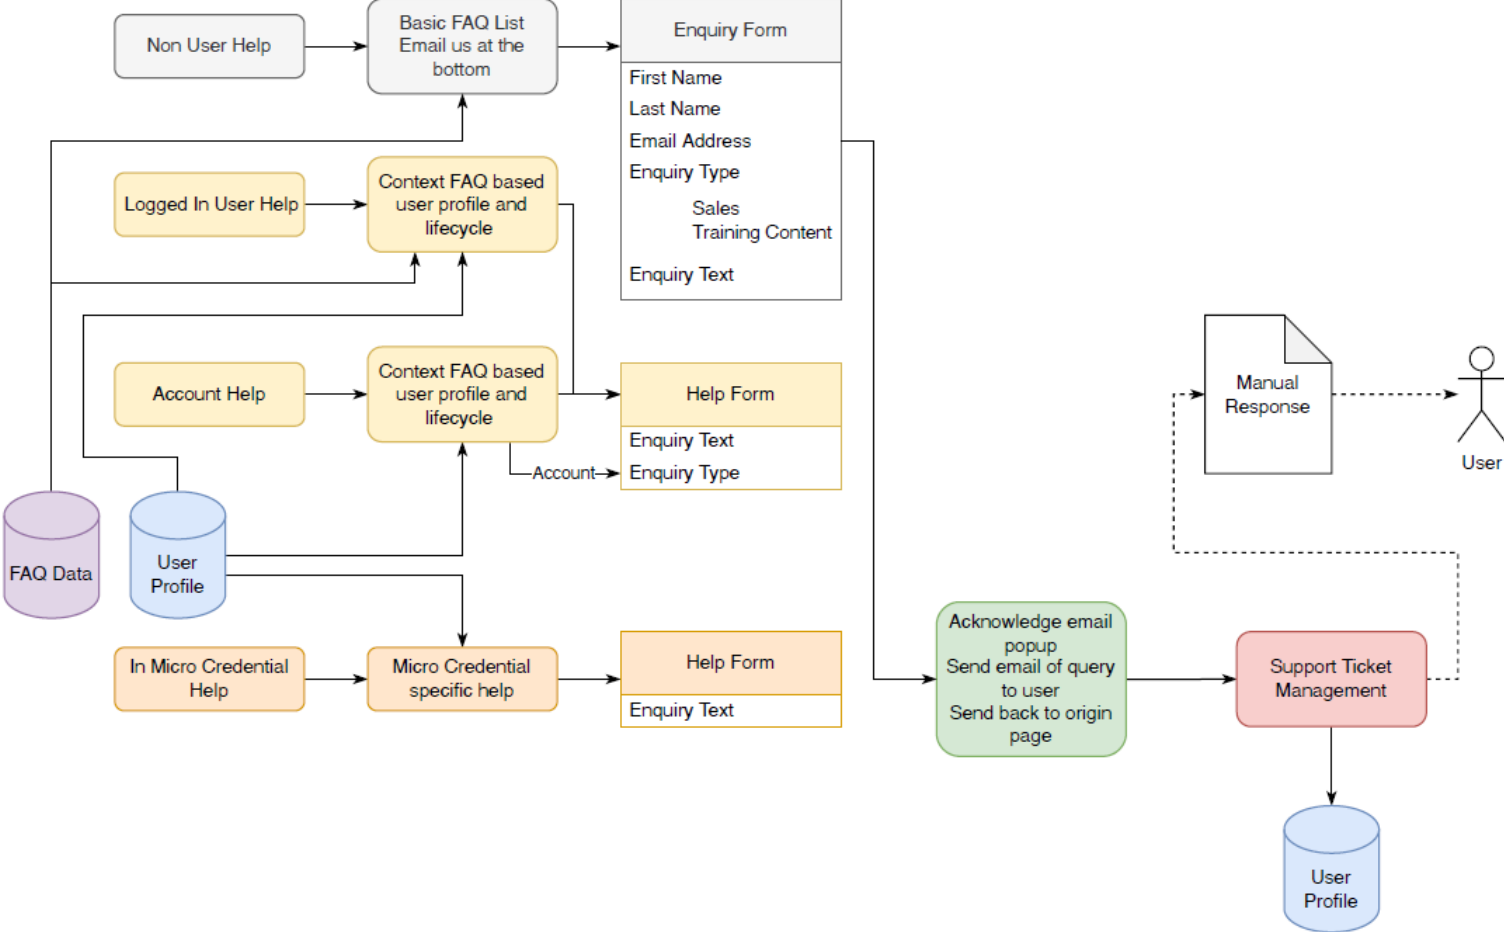 Non User Help
Basic FAQ List
Email us at the
bottom
Enquiry Form
First Name
Last Name
Email Address
Enquiry Type
Sales
Training Content
Enquiry Text
Logged In User Help
Context FAQ based
user profile and
lifecycle
Account Help
Context FAQ based
user profile and
lifecycle
Help Form
Enquiry Text
Account
Enquiry Type
Manual
Response
User
FAQ Data
User
Profile
In Micro Credential
Help
Micro Credential
specific help
Help Form
Enquiry Text
Acknowledge email
popup
Send email of query
to user
Send back to origin
page
Support Ticket
Management
User
Profile